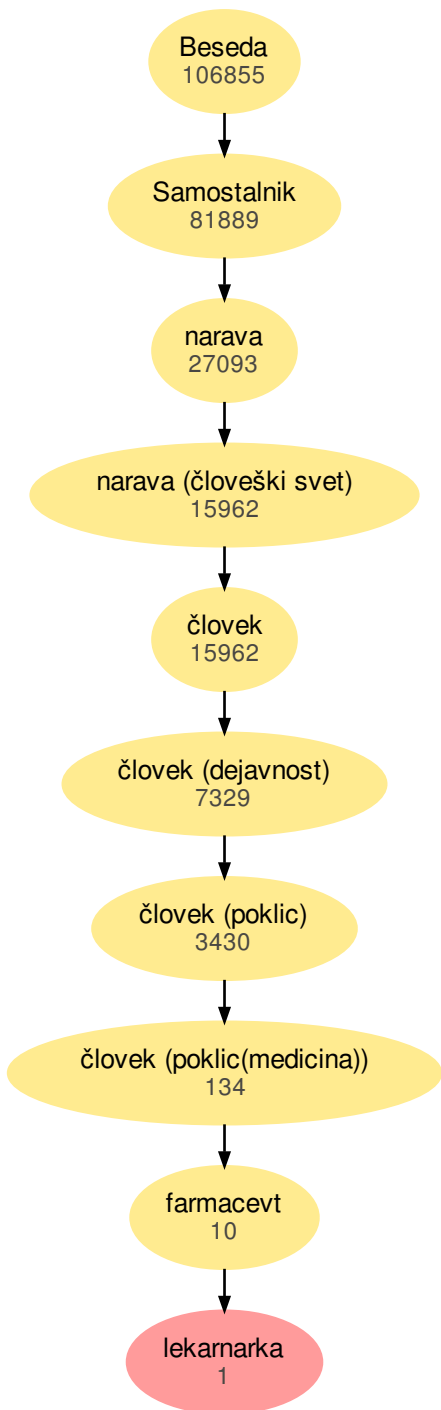 Beseda
106855
Samostalnik
81889
narava
27093
narava (človeški svet)
15962
človek
15962
človek (dejavnost)
7329
človek (poklic)
3430
človek (poklic(medicina))
134
farmacevt
10
lekarnarka
1